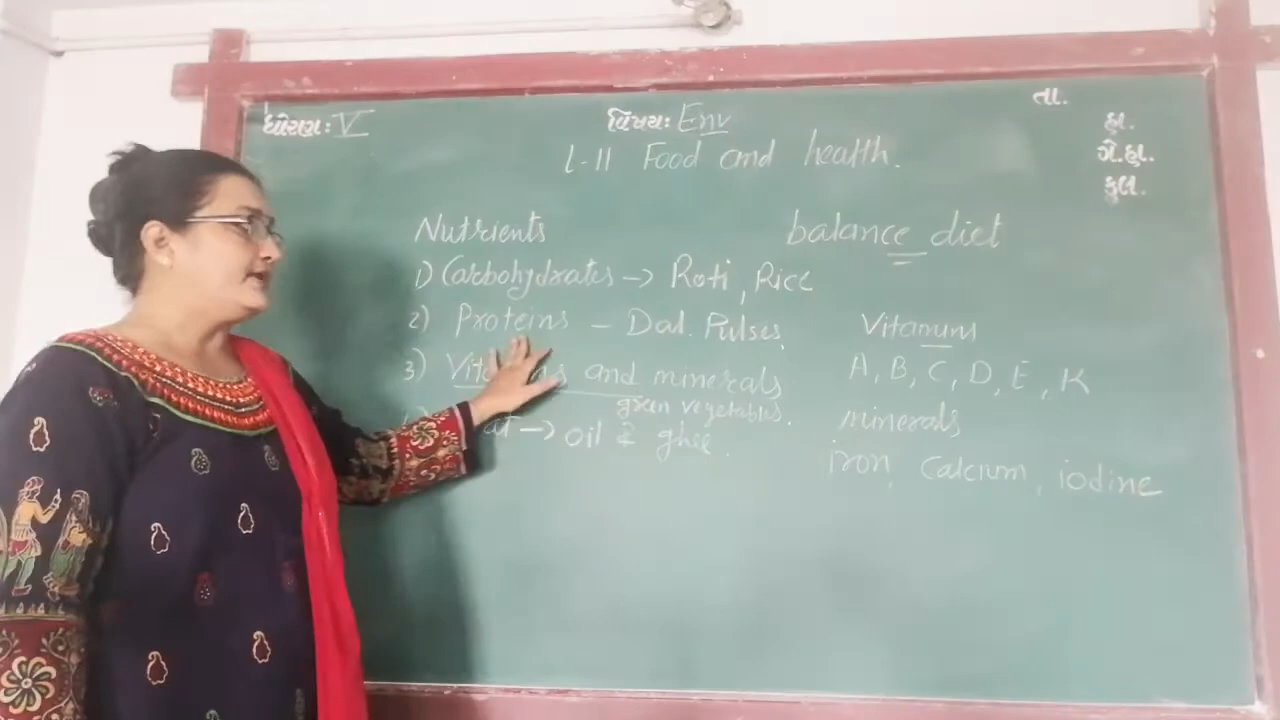 ધોરણ: V
વિષય: Env
તા.
હા.
ગે.હા.
કુલ.
L-11 Food and health.
Nutrients
1) Carbohydrates → Roti, Rice
2) Proteins – Dal. Pulses.
3) and minerals
green vegetables.
→ oil & ghee.
balance diet
Vitamins
A, B, C, D, E, K
minerals
iron, Calcium, iodine